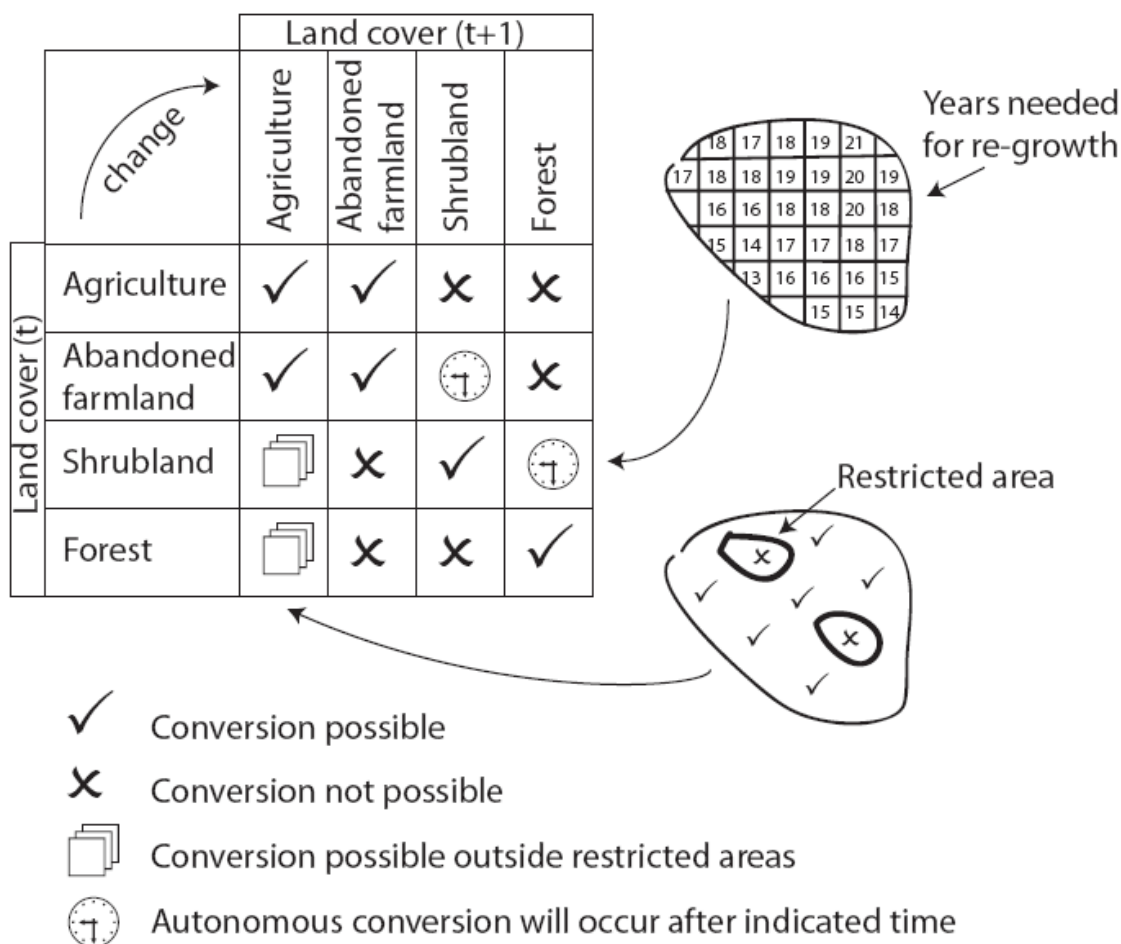 Land cover (t+1)
change
Agriculture
Abandoned
farmland
Shrubland
Forest
Land cover (t)
Agriculture
Abandoned
farmland
Shrubland
Forest
Years needed
for re-growth
18 17 18 19 21
17 18 18 19 19 20 19
16 16 18 18 20 18
15 14 17 17 18 17
13 16 16 16 15
15 15 14
Restricted area
Conversion possible
Conversion not possible
Conversion possible outside restricted areas
Autonomous conversion will occur after indicated time